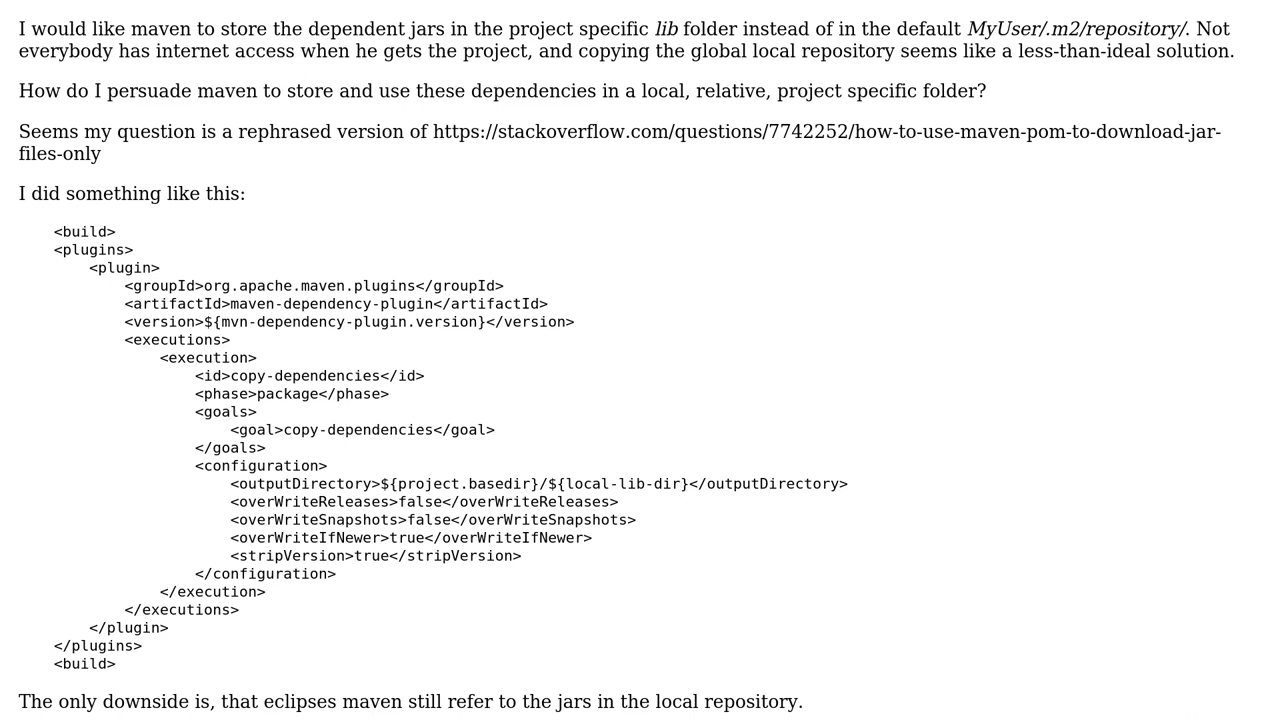 I would like maven to store the dependent jars in the project specific lib folder instead of in the default MyUser/.m2/repository/. Not
everybody has internet access when he gets the project, and copying the global local repository seems like a less-than-ideal solution.
How do I persuade maven to store and use these dependencies in a local, relative, project specific folder?
Seems my question is a rephrased version of https://stackoverflow.com/questions/7742252/how-to-use-maven-pom-to-download-jar-
files-only
I did something like this:
<build>
<plugins>
<plugin>
<groupId>org.apache.maven.plugins</groupId>
<artifactId>maven-dependency-plugin</artifactId>
<version>${mvn-dependency-plugin.version}</version>
<executions>
<execution>
<id>copy-dependencies</id>
<phase>package</phase>
<goals>
<goal>copy-dependencies</goal>
</goals>
<configuration>
<outputDirectory>${project.basedir}/${local-lib-dir}</outputDirectory>
<overWriteReleases>false</overWriteReleases>
<overWriteSnapshots>false</overWriteSnapshots>
<overWriteIfNewer>true</overWriteIfNewer>
<stripVersion>true</stripVersion>
</configuration>
</execution>
</executions>
</plugin>
</plugins>
<build>
The only downside is, that eclipses maven still refer to the jars in the local repository.